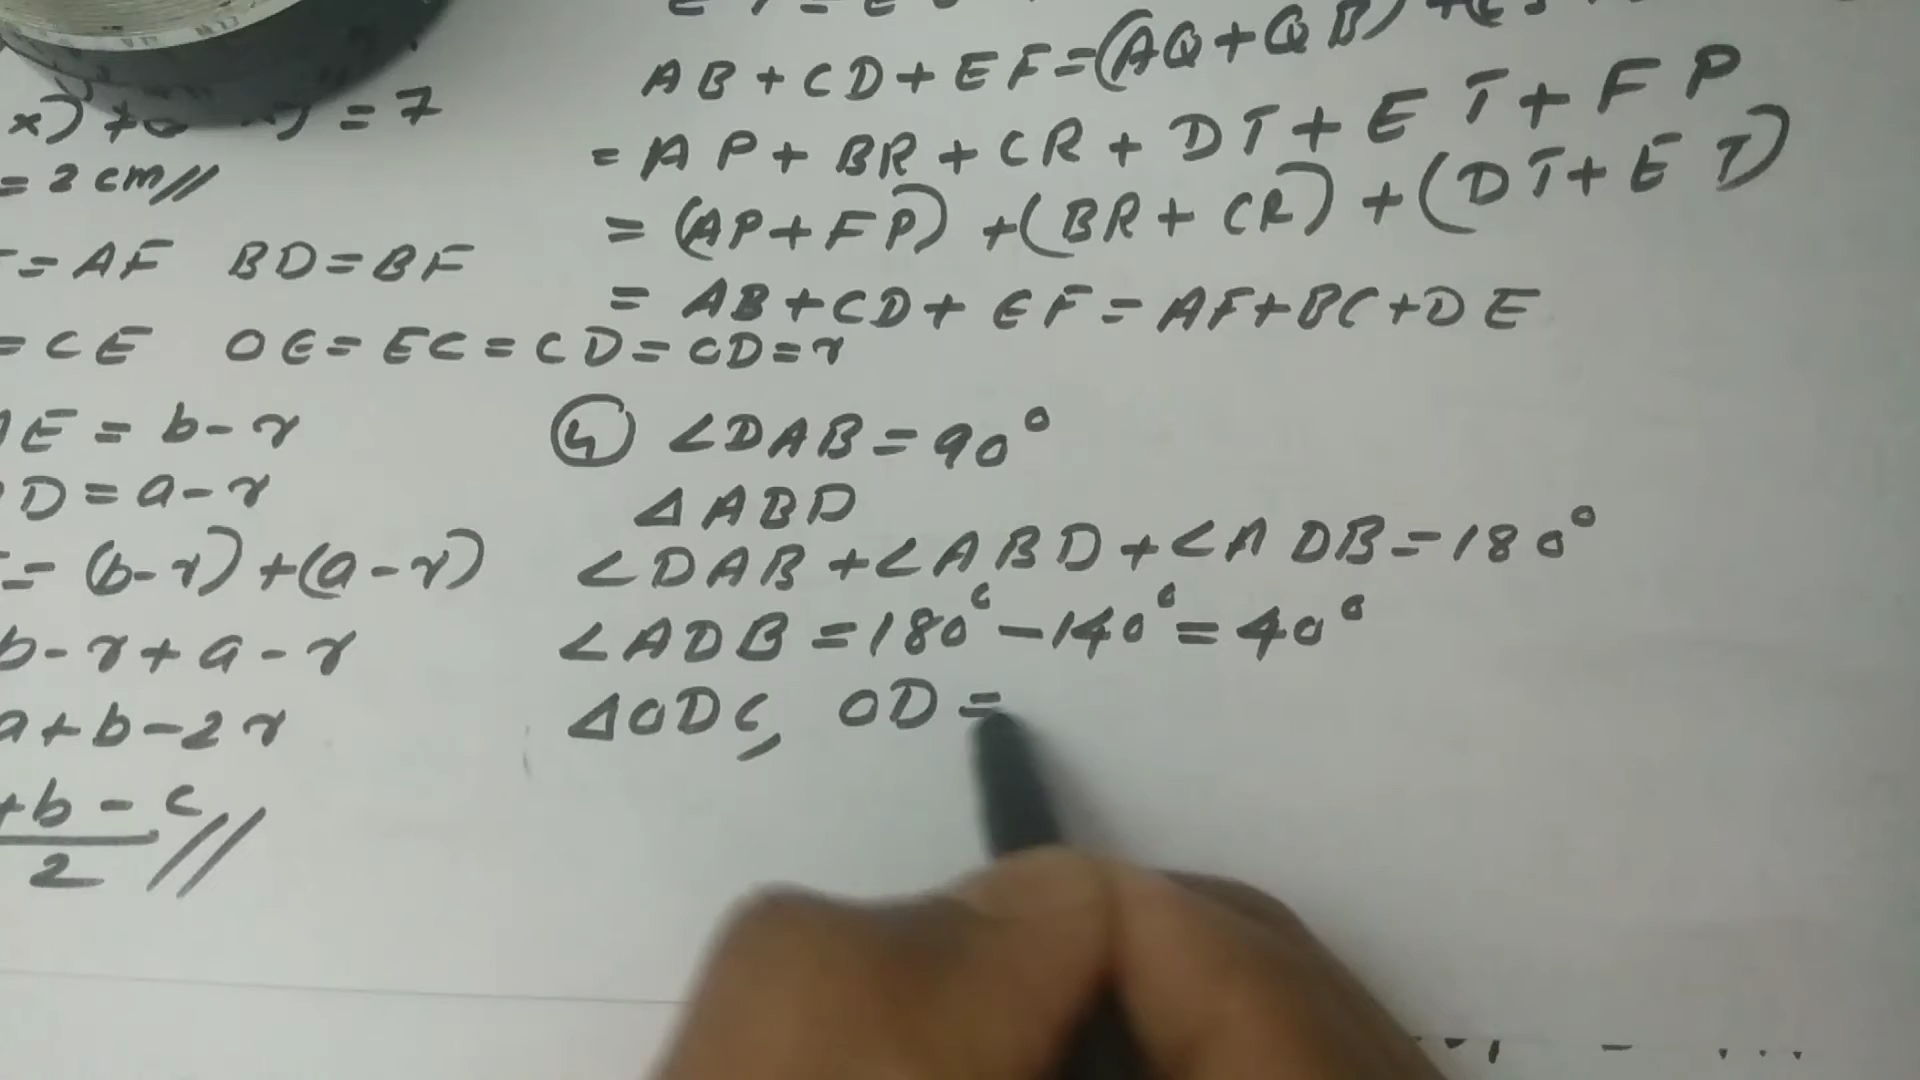 = 7
= 2 cm//
= AF BD = BF
= CE OE = EC = CD = OD = r
E = b - r
D = a - r
= (b - r) + (a - r)
b - r + a - r
a + b - 2r
+ b - c
2 //
AB + CD + EF = (AQ + QB) +
= AP + BR + CR + DT + ET + FP
= (AP + FP) + (BR + CR) + (DT + ET)
= AB + CD + EF = AF + BC + DE
④ ∠DAB = 90°
△ABD
∠DAB + ∠ABD + ∠ADB = 180°
∠ADB = 180° - 140° = 40°
△ODC, OD =